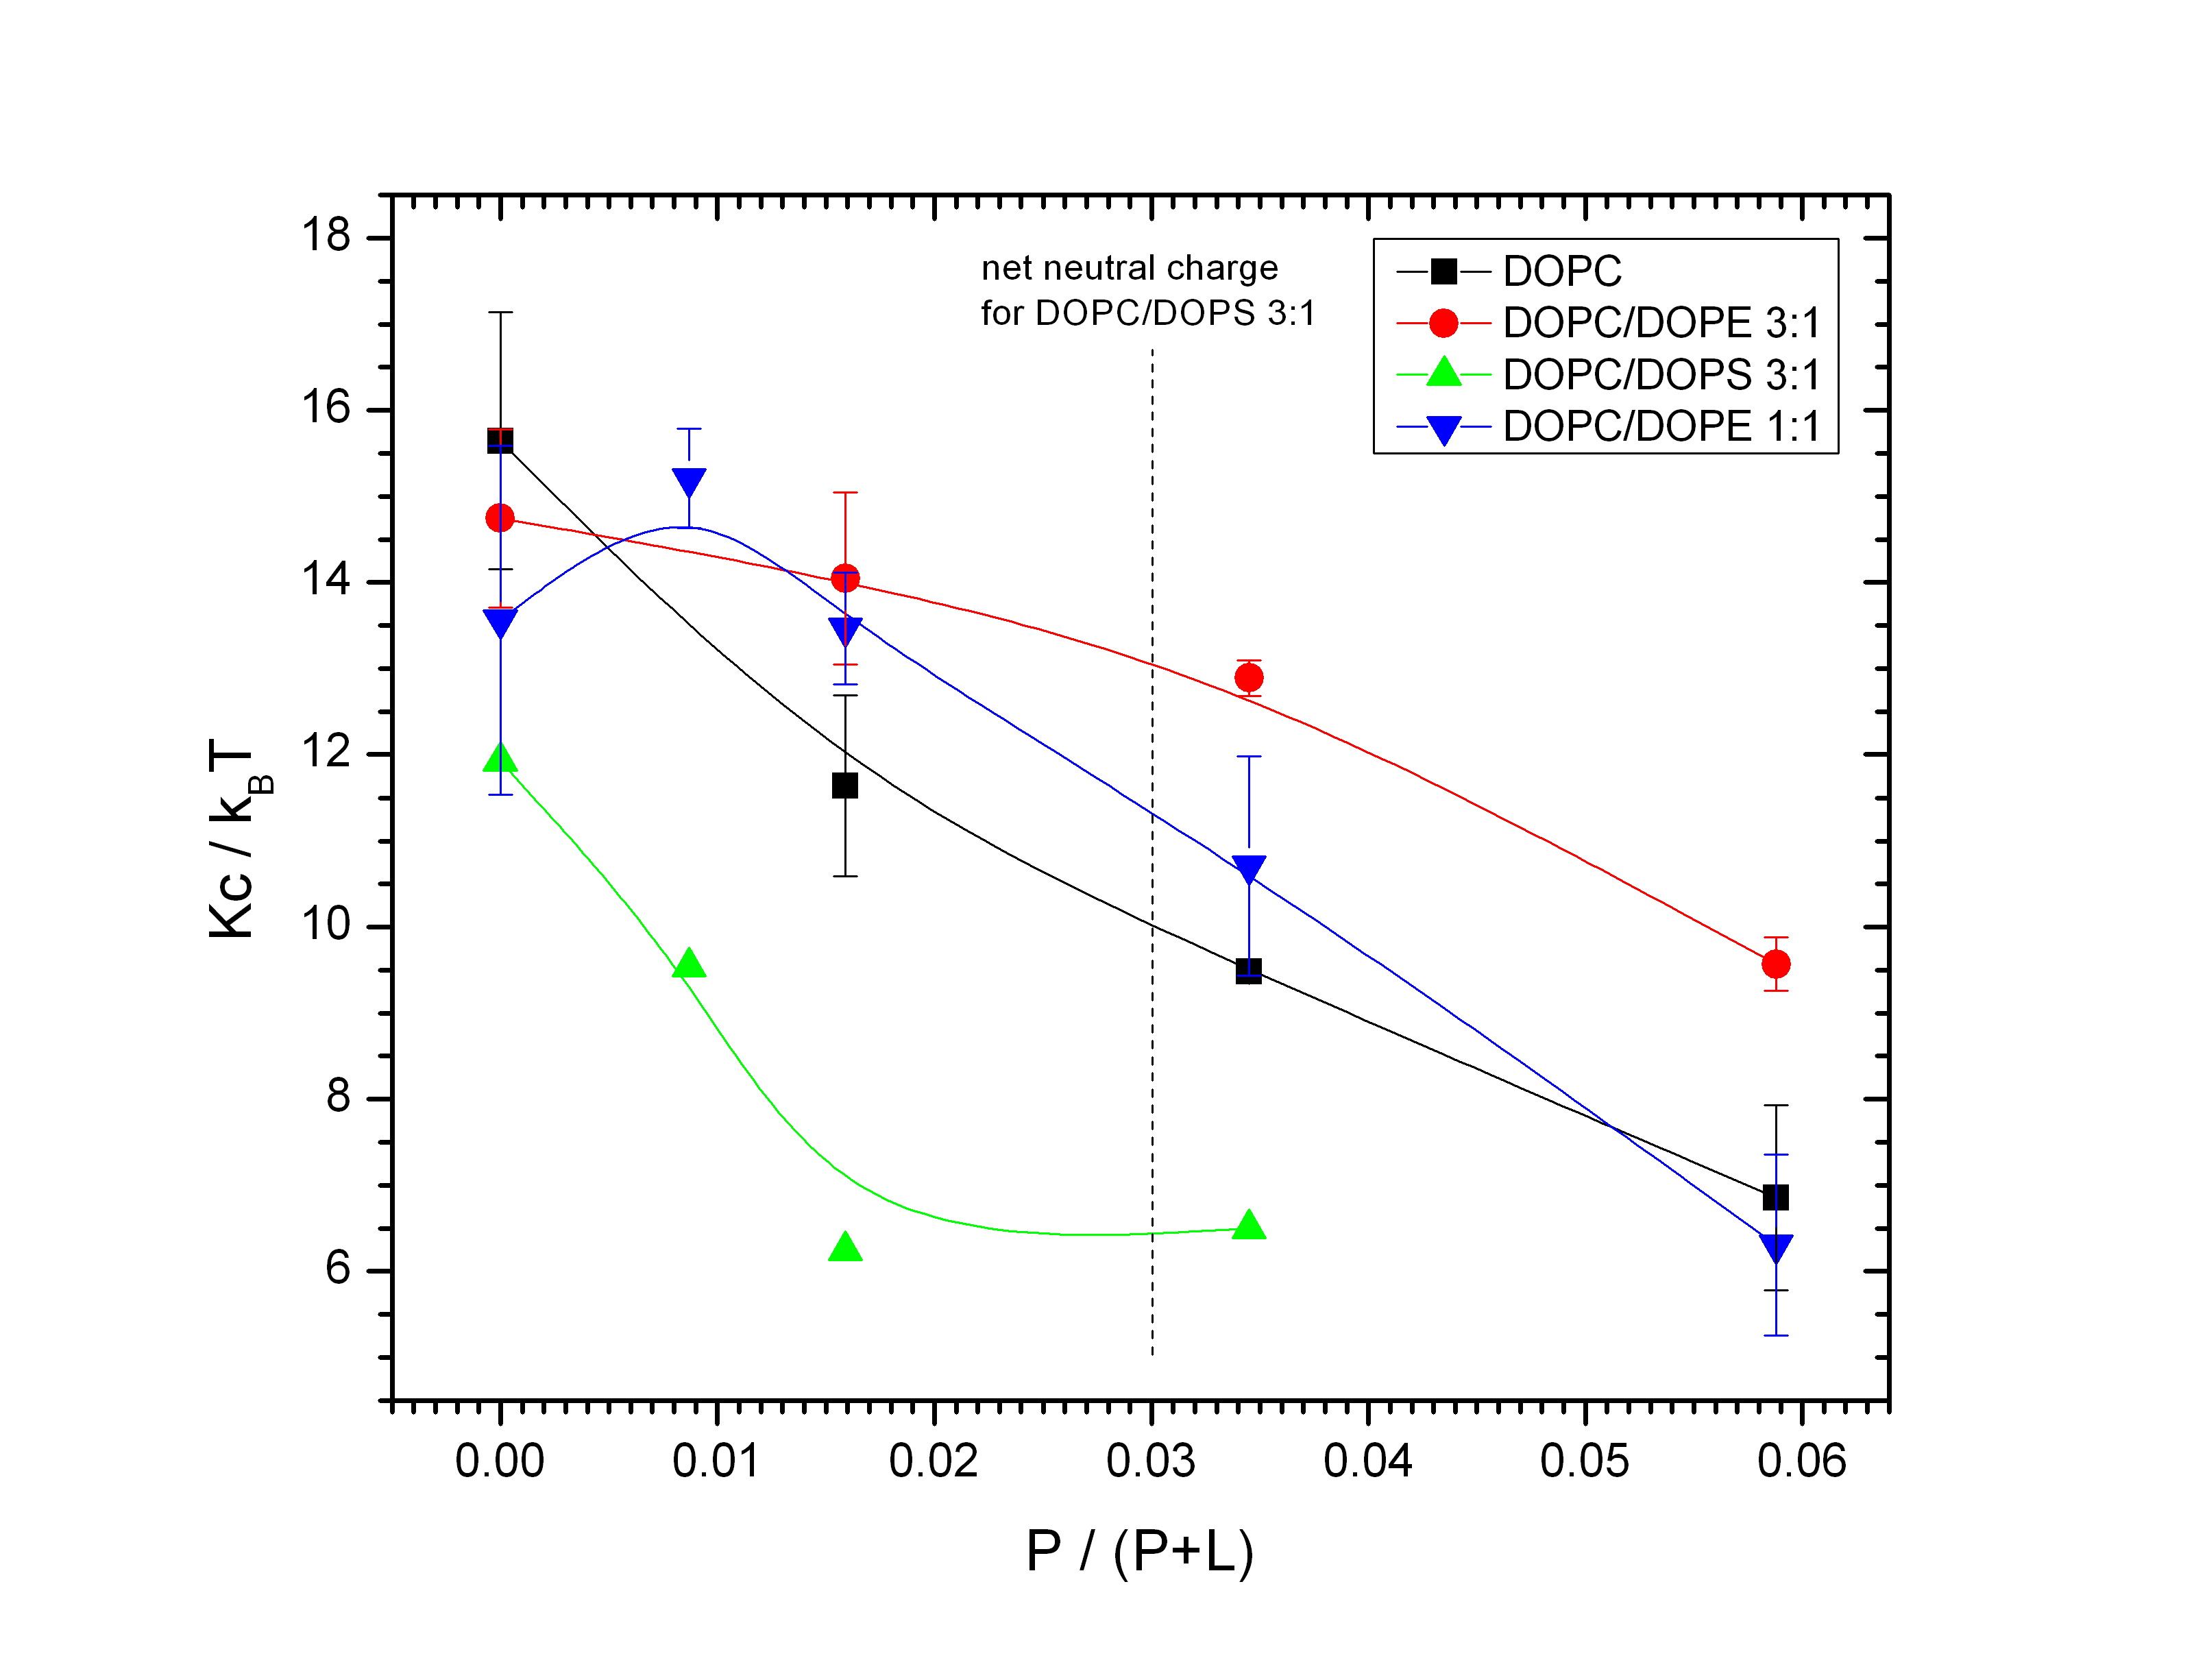 18
16
14
12
10
8
6
Kc / kBT
net neutral charge
for DOPC/DOPS 3:1
DOPC
DOPC/DOPE 3:1
DOPC/DOPS 3:1
DOPC/DOPE 1:1
0.00 0.01 0.02 0.03 0.04 0.05 0.06
P / (P+L)